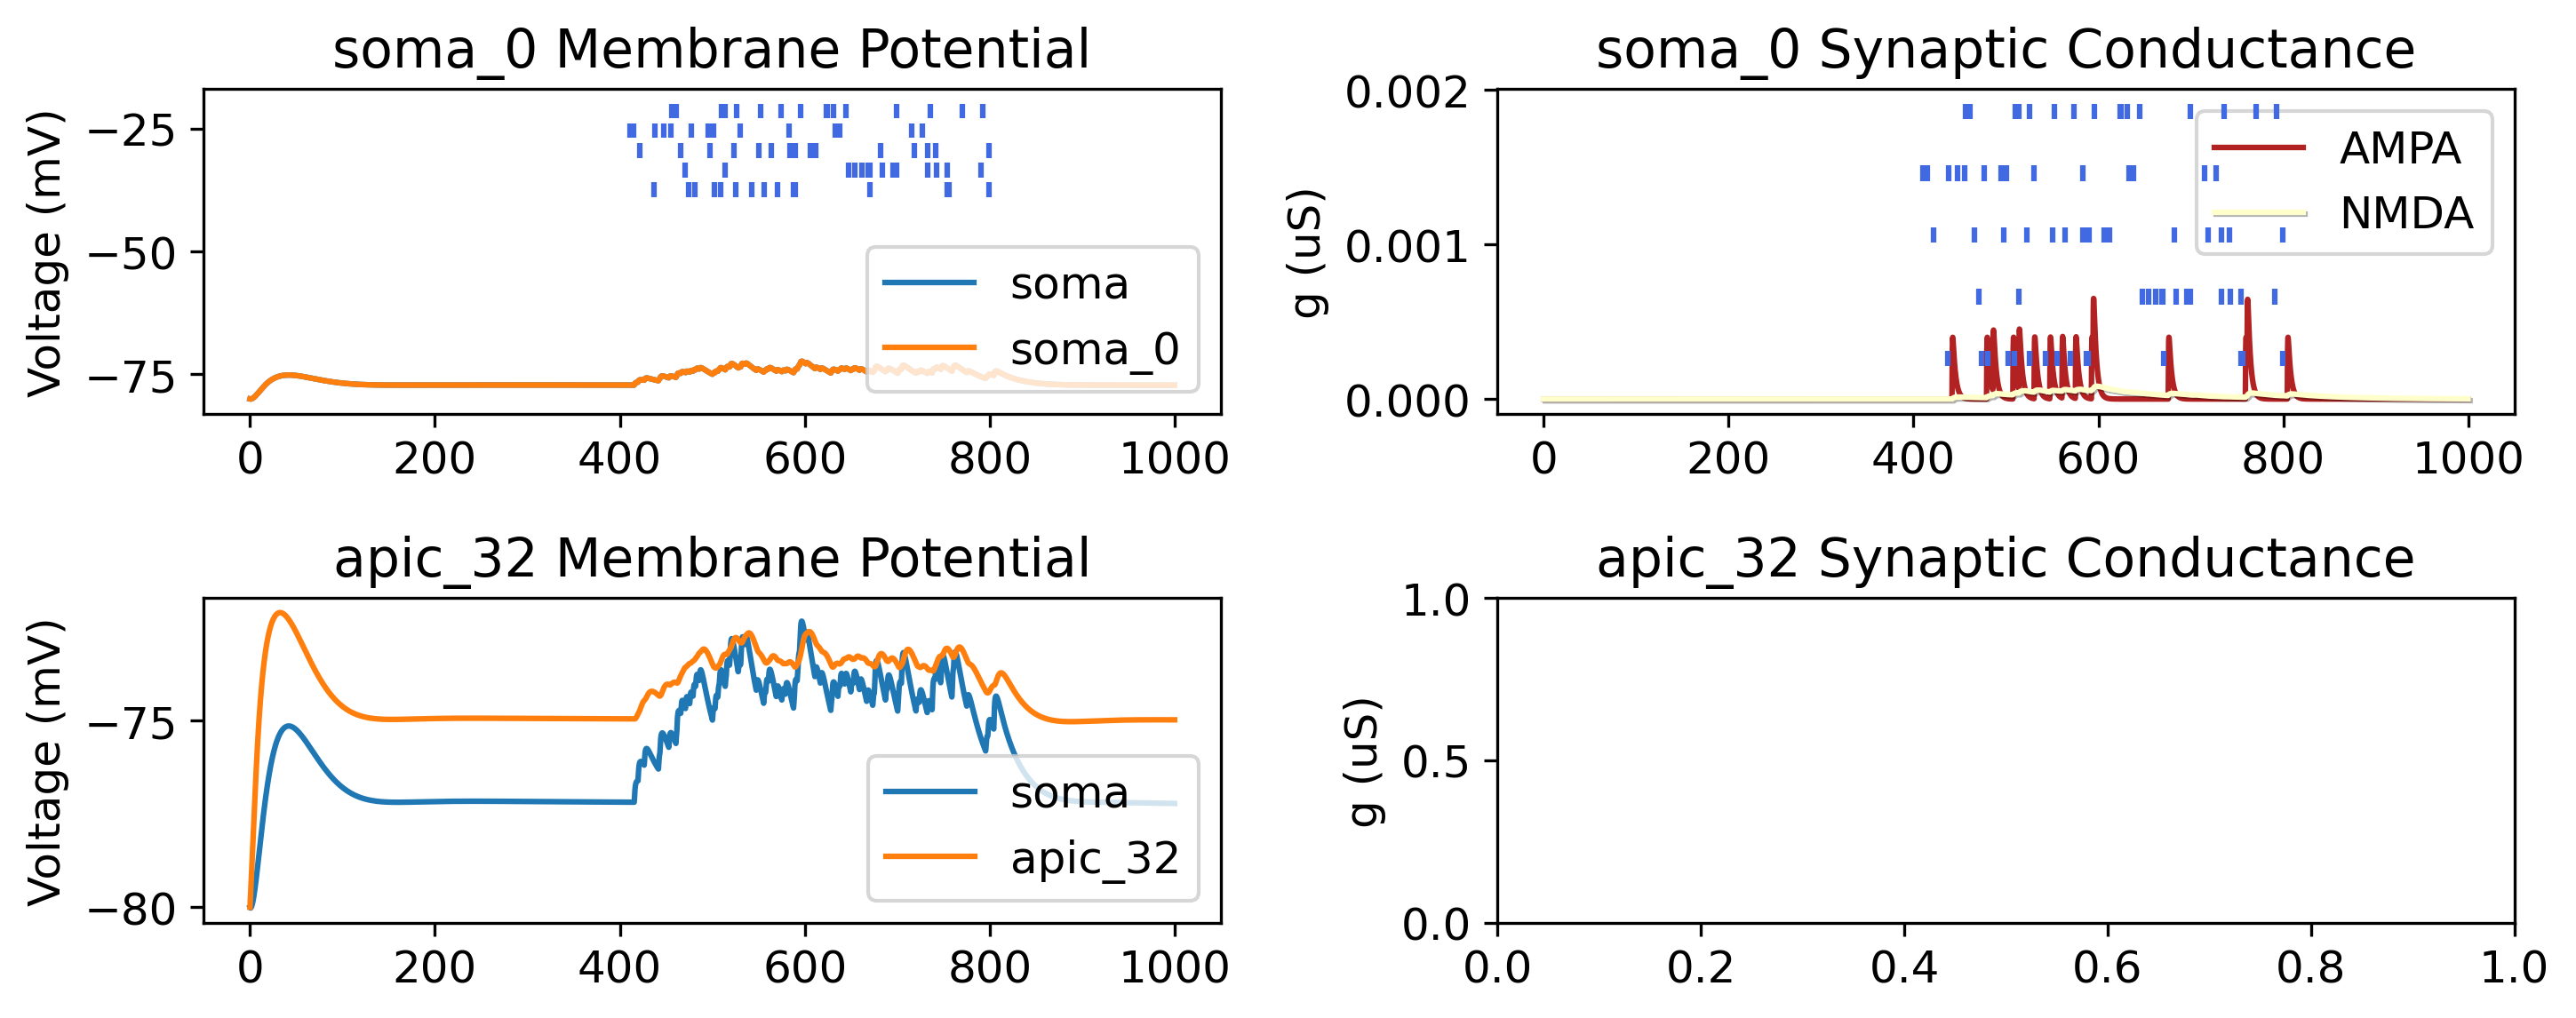 soma_0 Membrane Potential
Voltage (mV)
−25
−50
−75
soma
soma_0
0 200 400 600 800 1000
soma_0 Synaptic Conductance
g (uS)
0.002
0.001
0.000
AMPA
NMDA
0 200 400 600 800 1000
apic_32 Membrane Potential
Voltage (mV)
−75
−80
soma
apic_32
0 200 400 600 800 1000
apic_32 Synaptic Conductance
g (uS)
1.0
0.5
0.0
0.0 0.2 0.4 0.6 0.8 1.0